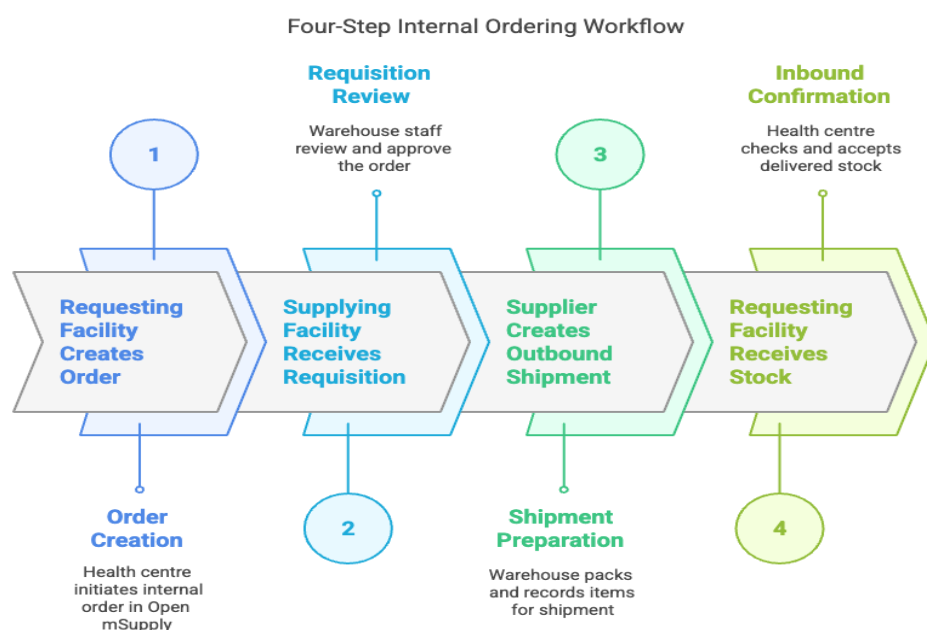 Four-Step Internal Ordering Workflow
1
Requesting
Facility
Creates
Order
Order
Creation
Health centre
initiates internal
order in Open
mSupply
Requisition
Review
Warehouse staff
review and approve
the order
Supplying
Facility
Receives
Requisition
2
3
Supplier
Creates
Outbound
Shipment
Shipment
Preparation
Warehouse packs
and records items
for shipment
Inbound
Confirmation
Health centre
checks and accepts
delivered stock
Requesting
Facility
Receives
Stock
4